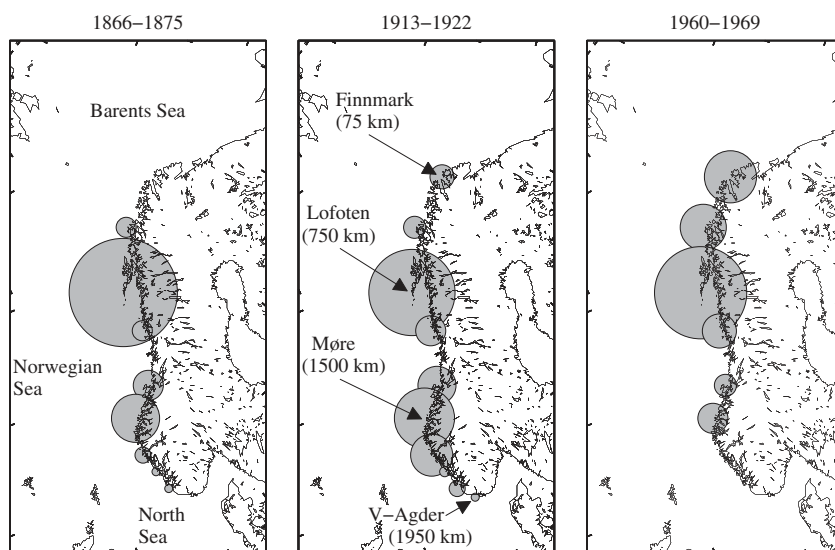 1866–1875
Barents Sea
Norwegian
Sea
North
Sea
1913–1922
Finnmark
(75 km)
Lofoten
(750 km)
Møre
(1500 km)
V–Agder
(1950 km)
1960–1969